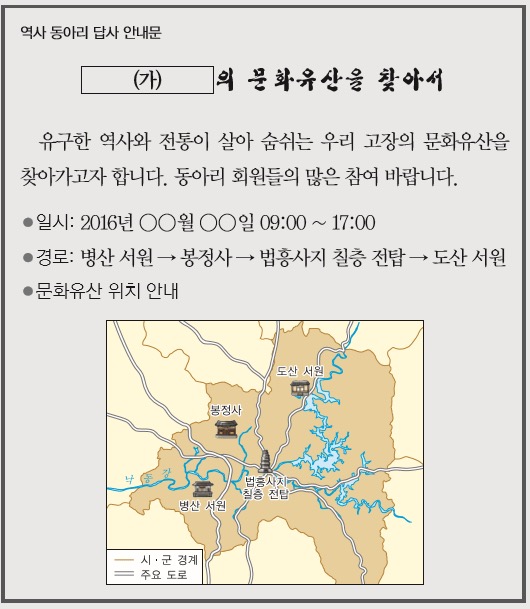 역사 동아리 답사 안내문
(가)의 문화유산을 찾아서
유구한 역사와 전통이 살아 숨쉬는 우리 고장의 문화유산을
찾아가고자 합니다. 동아리 회원들의 많은 참여 바랍니다.
●일시: 2016년 ○○월 ○○일 09:00 ~ 17:00
●경로: 병산 서원 → 봉정사 → 법흥사지 칠층 전탑 → 도산 서원
●문화유산 위치 안내
도산 서원
봉정사
낙동강
법흥사지
칠층 전탑
병산 서원
시·군 경계
주요 도로